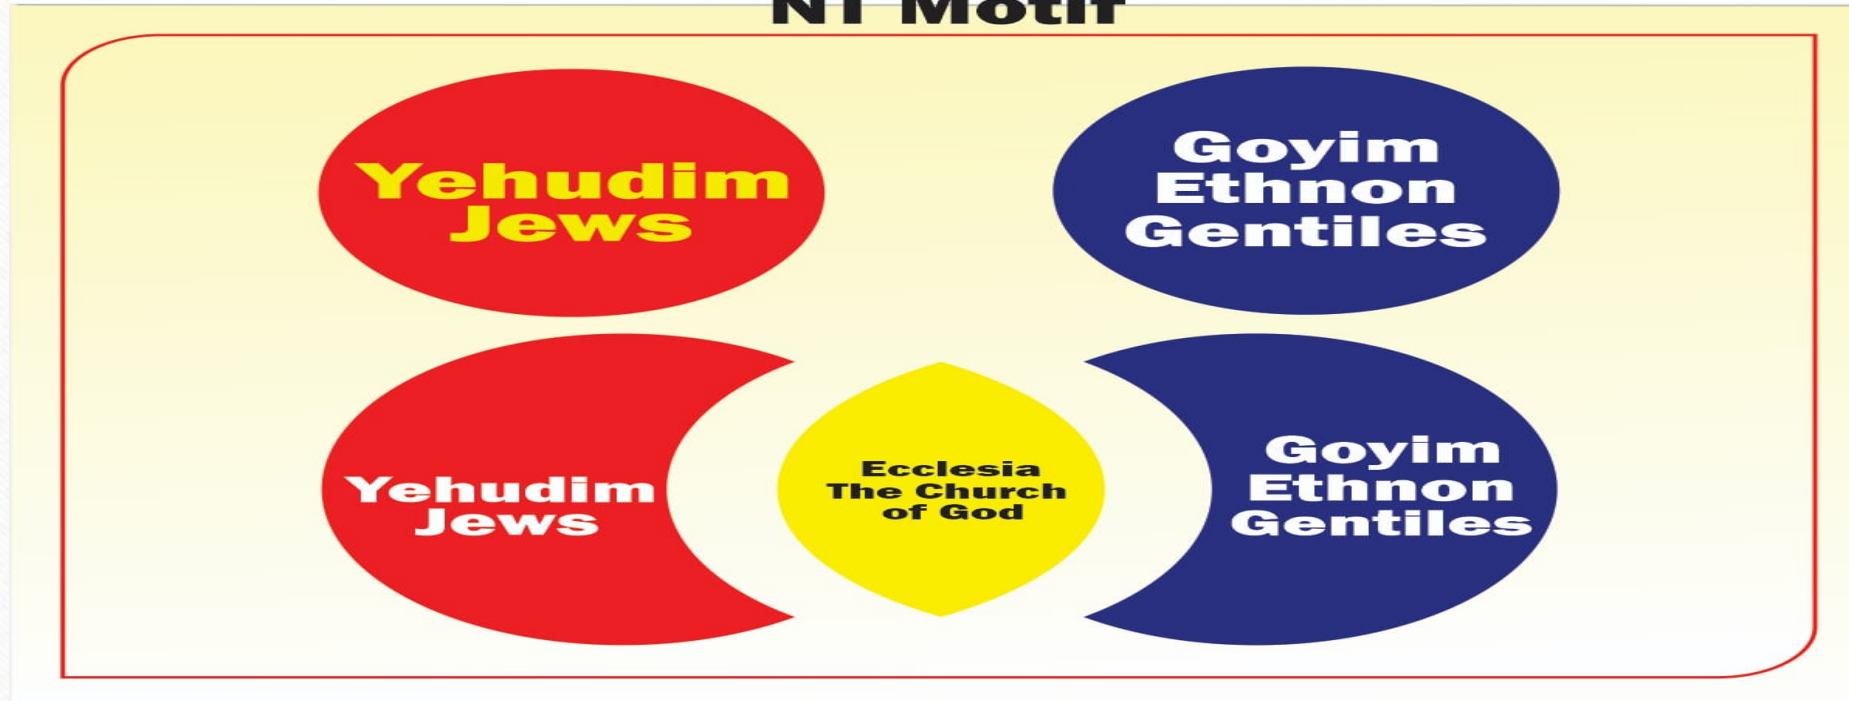 NT Motif
Yehudim
Jews
Goyim
Ethnon
Gentiles
Yehudim
Jews
Ecclesia
The Church
of God
Goyim
Ethnon
Gentiles